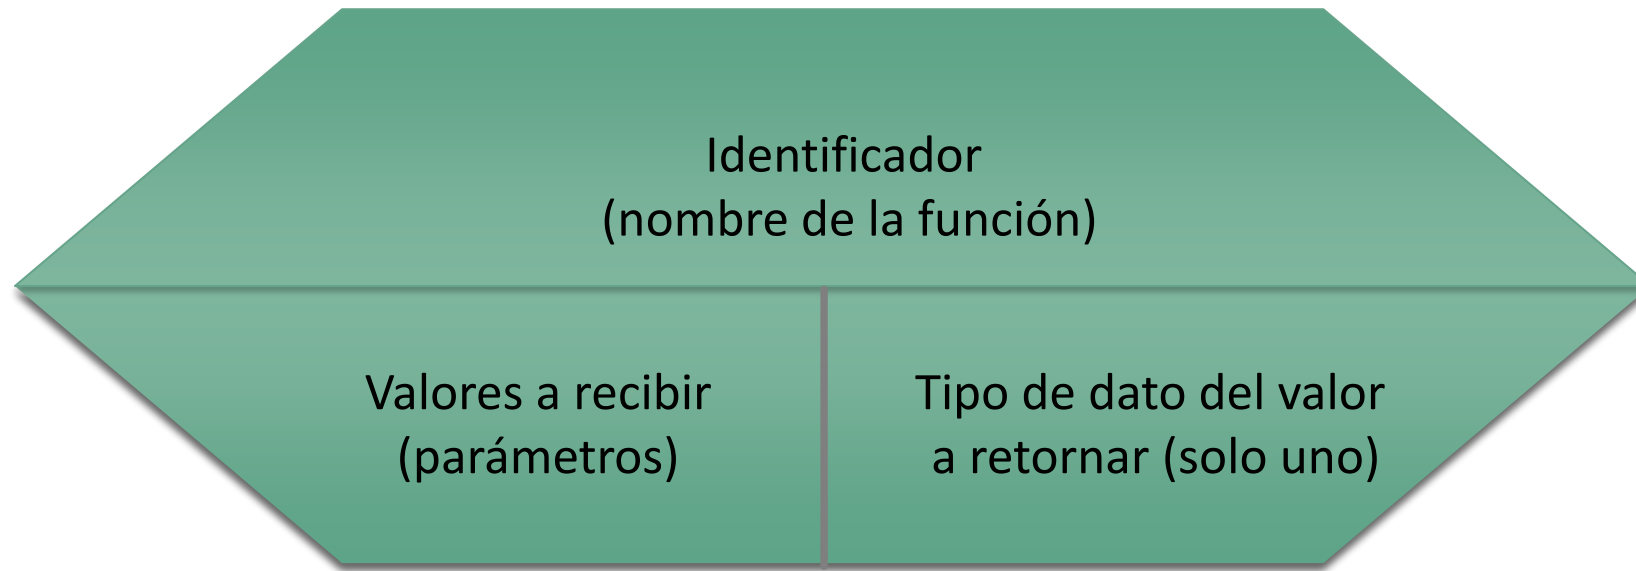 Identificador
(nombre de la función)
Valores a recibir
(parámetros)
Tipo de dato del valor
a retornar (solo uno)